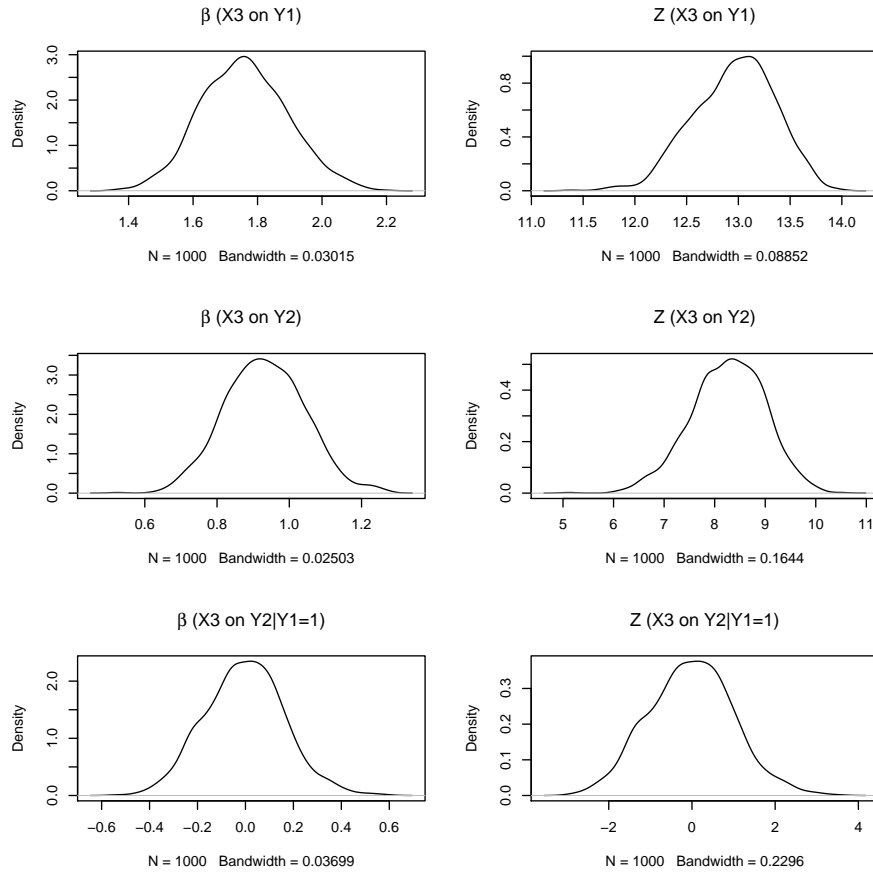 β (X3 on Y1)
Density
0.0 1.0 2.0 3.0
1.4 1.6 1.8 2.0 2.2
N = 1000 Bandwidth = 0.03015
Z (X3 on Y1)
Density
0.0 0.4 0.8
11.0 11.5 12.0 12.5 13.0 13.5 14.0
N = 1000 Bandwidth = 0.08852
β (X3 on Y2)
Density
0.0 1.0 2.0 3.0
0.6 0.8 1.0 1.2
N = 1000 Bandwidth = 0.02503
Z (X3 on Y2)
Density
0.0 0.2 0.4
5 6 7 8 9 10 11
N = 1000 Bandwidth = 0.1644
β (X3 on Y2|Y1=1)
Density
0.0 1.0 2.0
−0.6 −0.4 −0.2 0.0 0.2 0.4 0.6
N = 1000 Bandwidth = 0.03699
Z (X3 on Y2|Y1=1)
Density
0.0 0.1 0.2 0.3
−2 0 2 4
N = 1000 Bandwidth = 0.2296